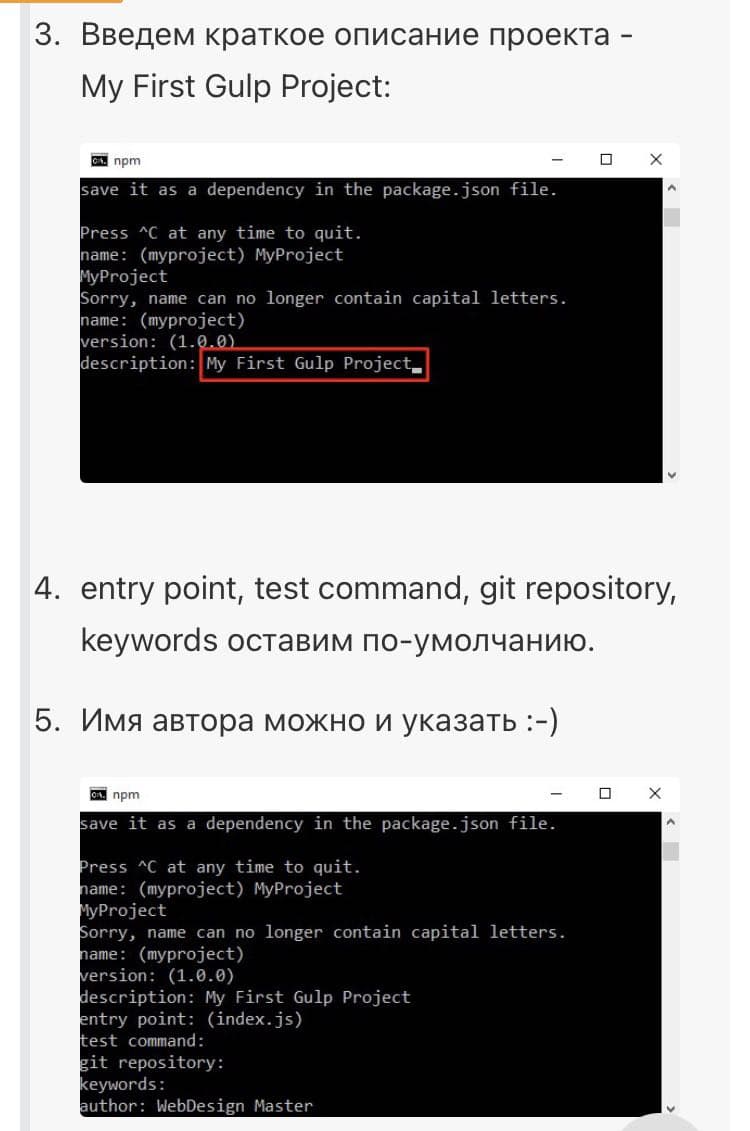 3. Введем краткое описание проекта -
My First Gulp Project:
npm
save it as a dependency in the package.json file.
Press ^C at any time to quit.
name: (myproject) MyProject
MyProject
Sorry, name can no longer contain capital letters.
name: (myproject)
version: (1.0.0)
description: My First Gulp Project_
4. entry point, test command, git repository,
keywords оставим по-умолчанию.
5. Имя автора можно и указать :-)
npm
save it as a dependency in the package.json file.
Press ^C at any time to quit.
name: (myproject) MyProject
MyProject
Sorry, name can no longer contain capital letters.
name: (myproject)
version: (1.0.0)
description: My First Gulp Project
entry point: (index.js)
test command:
git repository:
keywords:
author: WebDesign Master